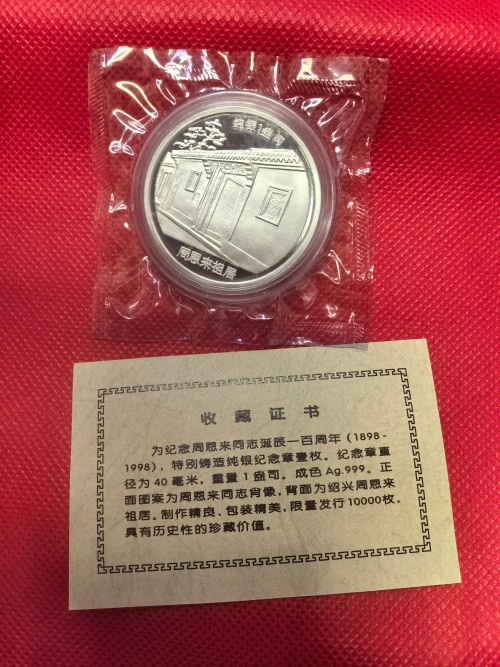 纯银1盎司
周恩来祖居
收藏证书
为纪念周恩来同志诞辰一百周年(1898-
1998)，特别铸造纯银纪念章壹枚。纪念章直
径为40毫米，重量1盎司。成色Ag.999。正
面图案为周恩来同志肖像，背面为绍兴周恩来
祖居。制作精良、包装精美，限量发行10000枚，
具有历史性的珍藏价值。